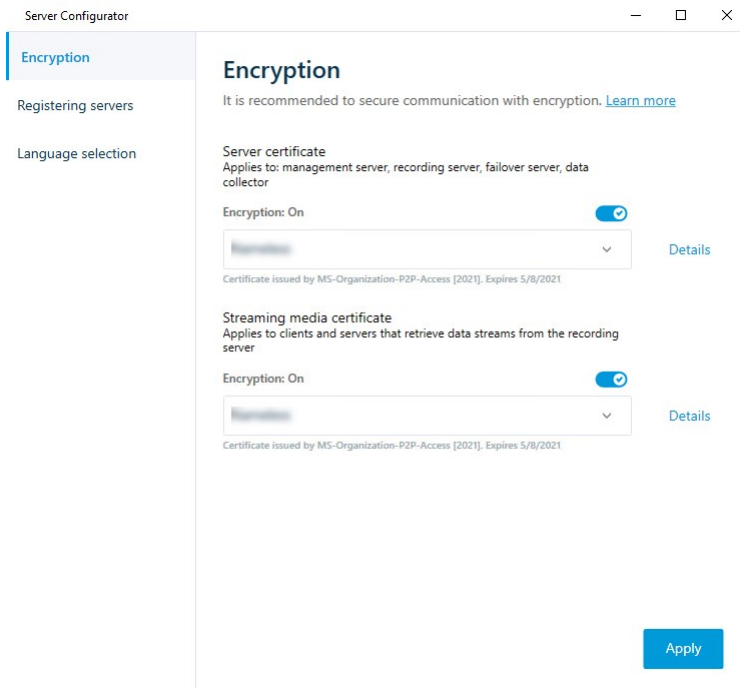 Server Configurator
Encryption
Registering servers
Language selection
Encryption
It is recommended to secure communication with encryption. Learn more
Server certificate
Applies to: management server, recording server, failover server, data
collector
Encryption: On
Details
Certificate issued by MS-Organization-P2P-Access [2021]. Expires 5/8/2021
Streaming media certificate
Applies to clients and servers that retrieve data streams from the recording
server
Encryption: On
Details
Certificate issued by MS-Organization-P2P-Access [2021]. Expires 5/8/2021
Apply